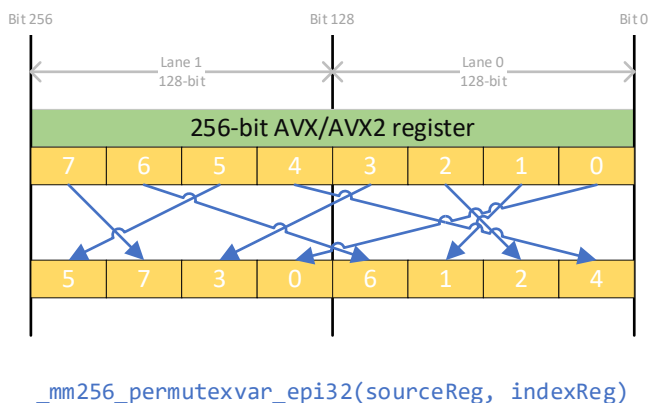 Bit 256 Bit 128 Bit 0
Lane 1 Lane 0
128-bit 128-bit
256-bit AVX/AVX2 register
7 6 5 4 3 2 1 0
5 7 3 0 6 1 2 4
_mm256_permutexvar_epi32(sourceReg, indexReg)